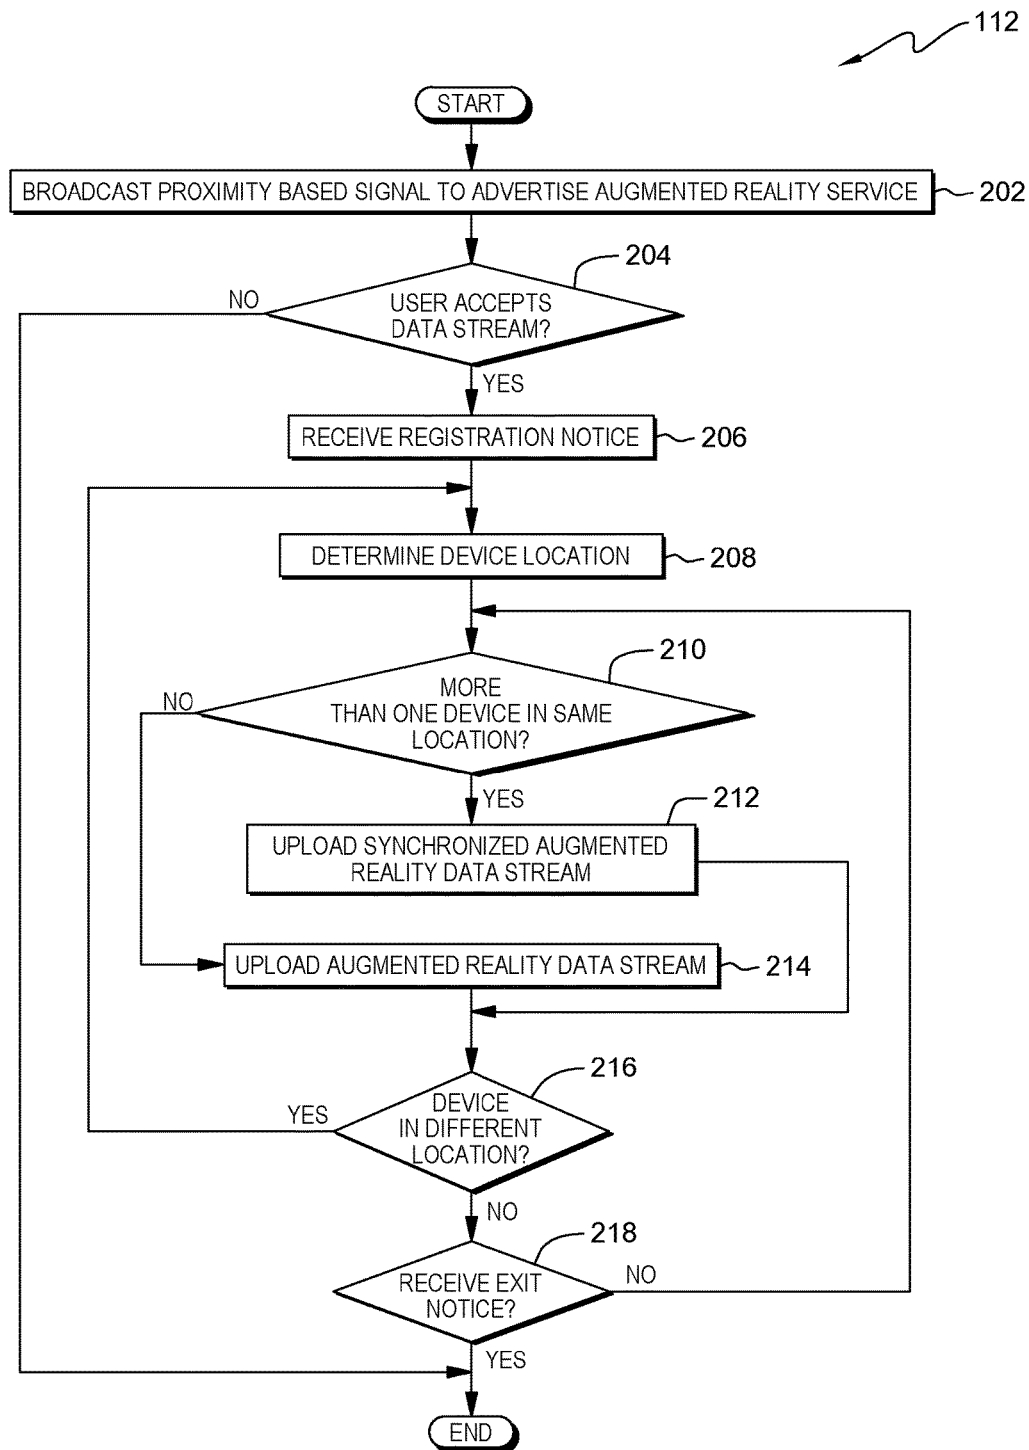 112
START
BROADCAST PROXIMITY BASED SIGNAL TO ADVERTISE AUGMENTED REALITY SERVICE
202
204
NO
USER ACCEPTS
DATA STREAM?
YES
RECEIVE REGISTRATION NOTICE
206
DETERMINE DEVICE LOCATION
208
210
NO
MORE
THAN ONE DEVICE IN SAME
LOCATION?
YES
212
UPLOAD SYNCHRONIZED AUGMENTED
REALITY DATA STREAM
UPLOAD AUGMENTED REALITY DATA STREAM
214
216
YES
DEVICE
IN DIFFERENT
LOCATION?
NO
218
RECEIVE EXIT
NOTICE?
NO
YES
END